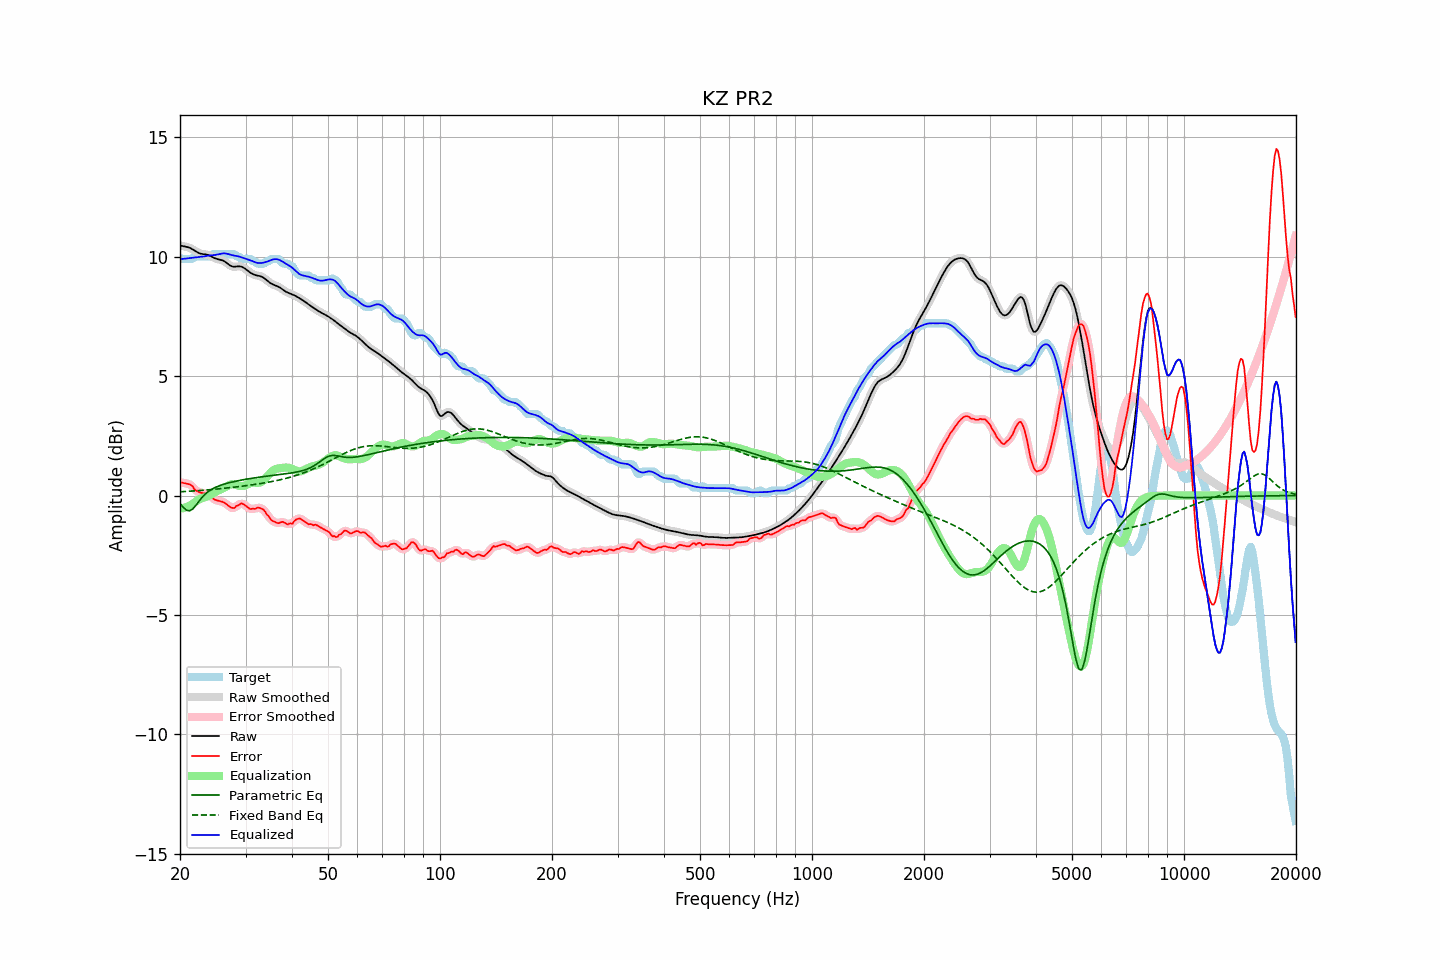 KZ PR2
15
10
5
0
−5
−10
−15
Amplitude (dBr)
Target
Raw Smoothed
Error Smoothed
Raw
Error
Equalization
Parametric Eq
Fixed Band Eq
Equalized
20 50 100 200 500 1000 2000 5000 10000 20000
Frequency (Hz)